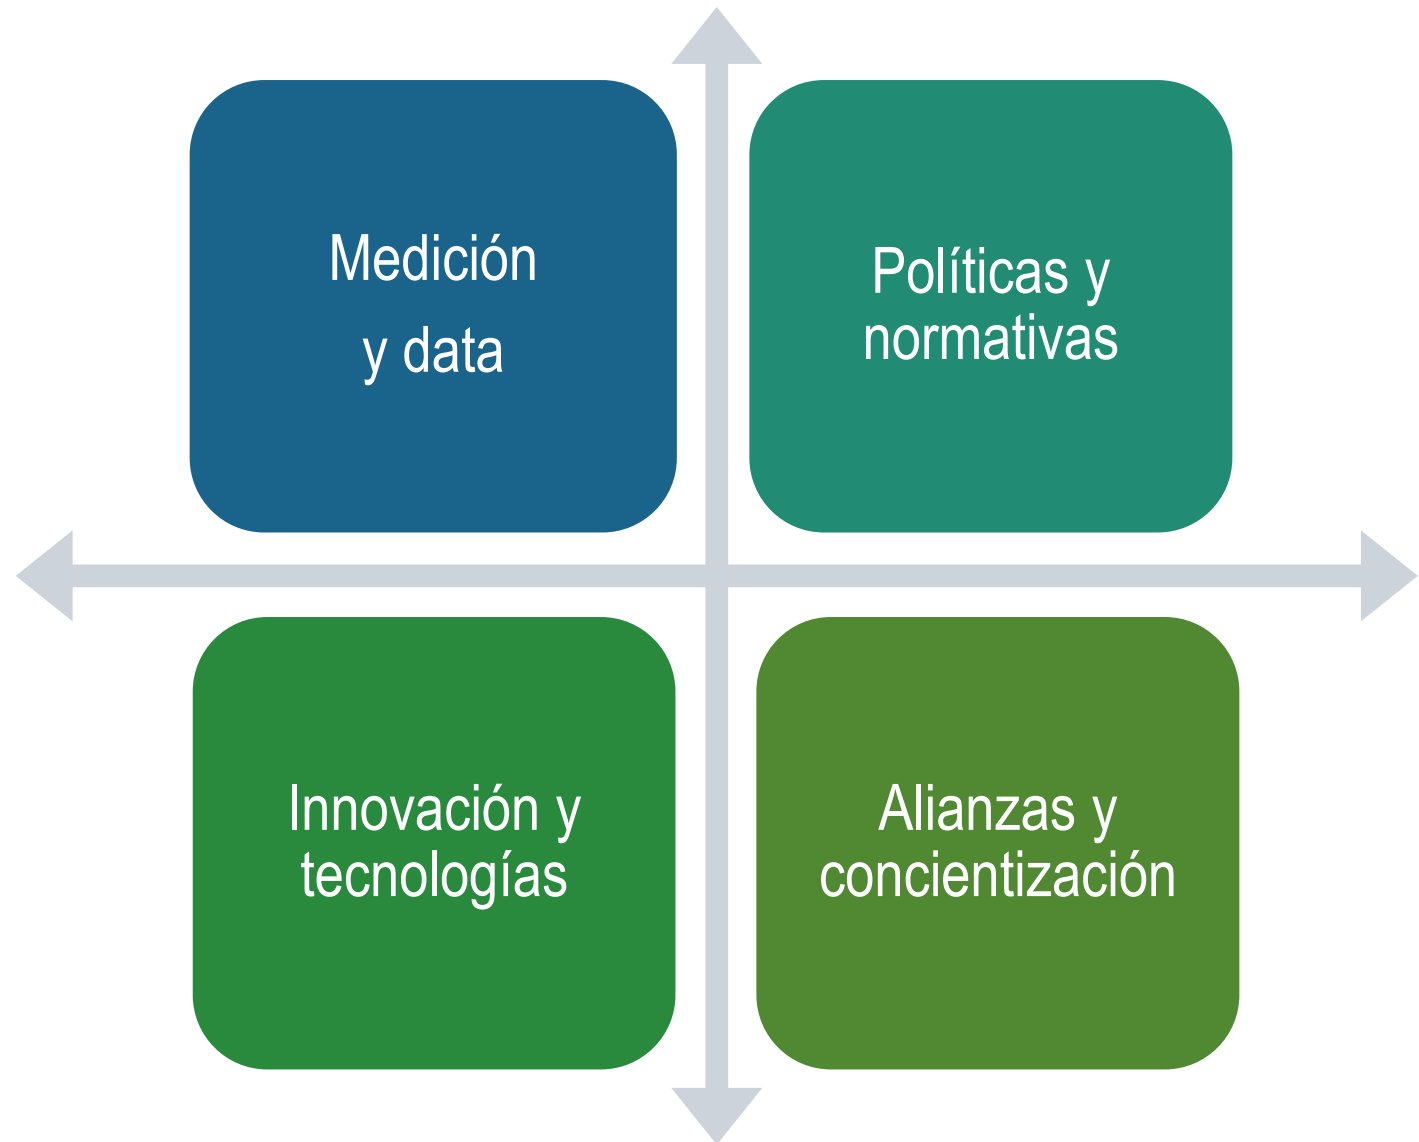 Medición
y data
Políticas y
normativas
Innovación y
tecnologías
Alianzas y
concientización